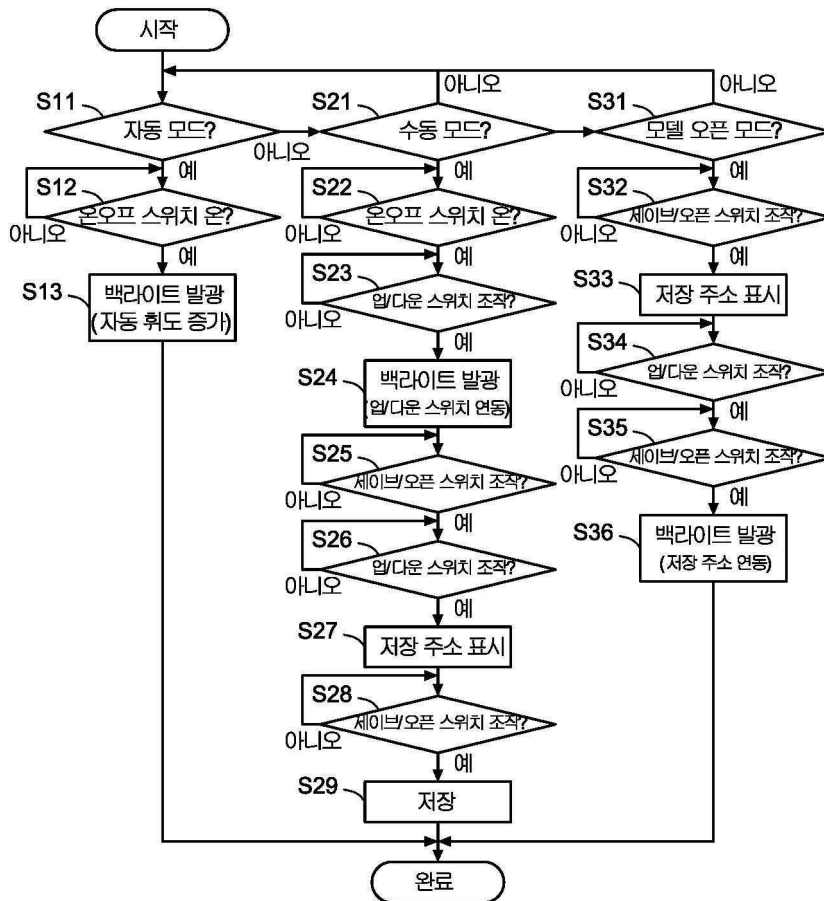 시작
아니오
아니오
S11
자동 모드?
아니오
예
S12
온오프 스위치 온?
아니오
예
S13
백라이트 발광
(자동 휘도 증가)
S21
수동 모드?
예
S22
온오프 스위치 온?
아니오
예
S23
업/다운 스위치 조작?
아니오
예
S24
백라이트 발광
(업/다운 스위치 연동)
S25
세이브/오픈 스위치 조작?
아니오
예
S26
업/다운 스위치 조작?
아니오
예
S27
저장 주소 표시
S28
세이브/오픈 스위치 조작?
아니오
예
S29
저장
S31
모델 오픈 모드?
예
S32
세이브/오픈 스위치 조작?
아니오
예
S33
저장 주소 표시
S34
업/다운 스위치 조작?
아니오
예
S35
세이브/오픈 스위치 조작?
아니오
예
S36
백라이트 발광
(저장 주소 연동)
완료